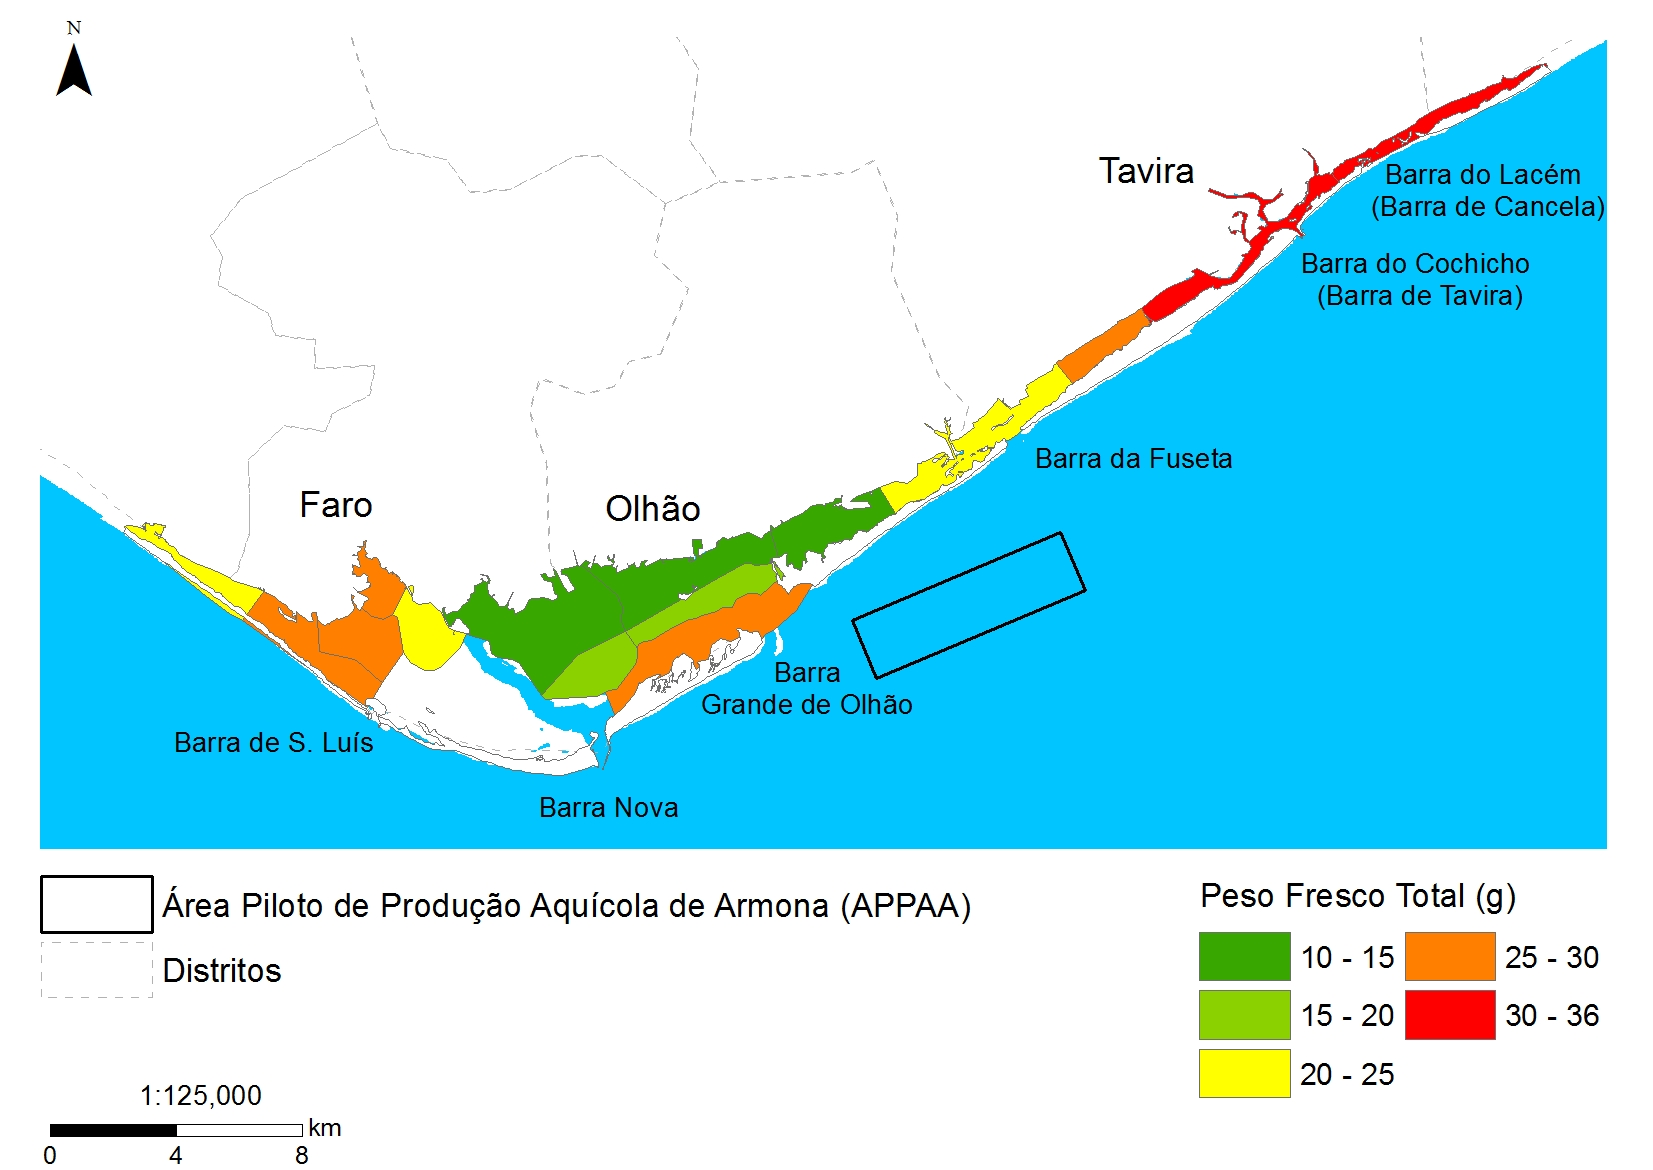 N
Tavira
Barra do Lacém
(Barra de Cancela)
Barra do Cochicho
(Barra de Tavira)
Barra da Fuseta
Faro
Olhão
Barra
Grande de Olhão
Barra de S. Luís
Barra Nova
Área Piloto de Produção Aquícola de Armona (APPAA)
Distritos
Peso Fresco Total (g)
10 - 15
25 - 30
15 - 20
30 - 36
20 - 25
1:125,000
km
0 4 8